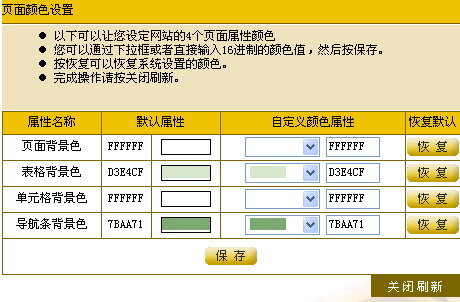 页面颜色设置
● 以下可以让您设定网站的4个页面属性颜色
● 您可以通过下拉框或者直接输入16进制的颜色值，然后按保存。
● 按恢复可以恢复系统设置的颜色。
● 完成操作请按关闭刷新。
属性名称 默认属性 自定义颜色属性 恢复默认
页面背景色 FFFFFF FFFFFF 恢 复
表格背景色 D3E4CF D3E4CF 恢 复
单元格背景色 FFFFFF FFFFFF 恢 复
导航条背景色 7BAA71 7BAA71 恢 复
保 存
关闭刷新